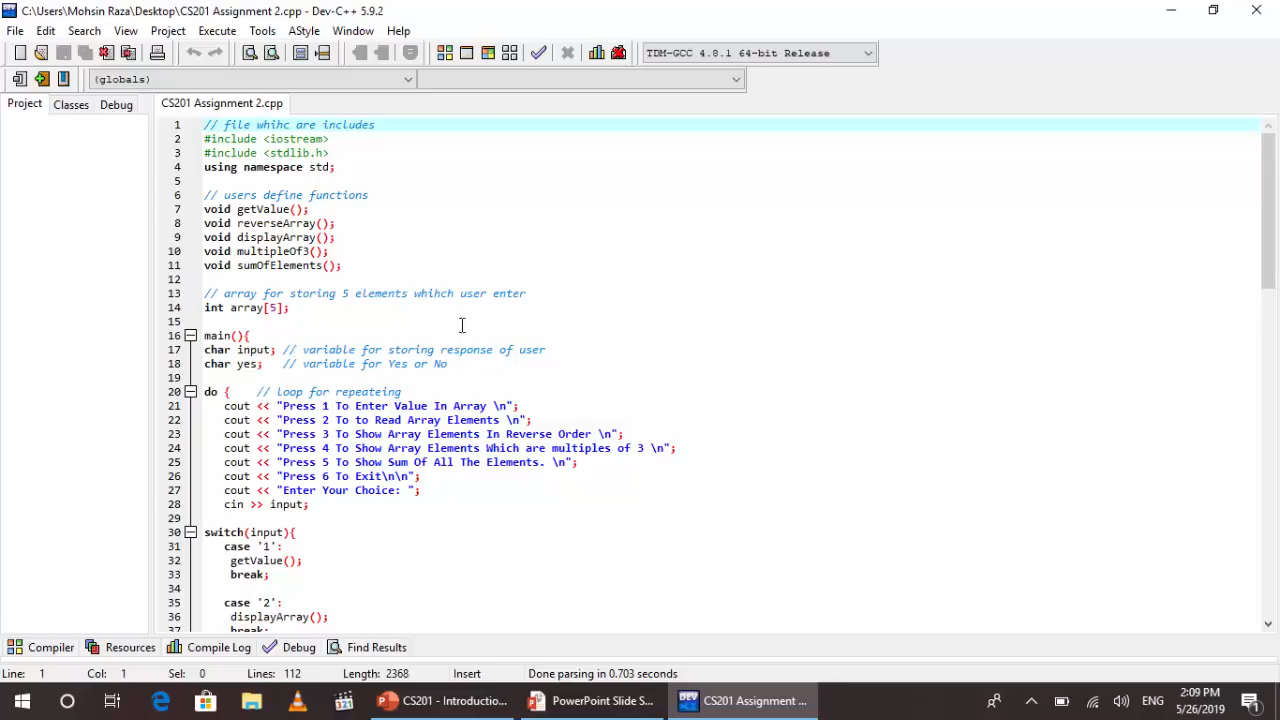 C:\Users\Mohsin Raza\Desktop\CS201 Assignment 2.cpp - Dev-C++ 5.9.2
File Edit Search View Project Execute Tools AStyle Window Help
TDM-GCC 4.8.1 64-bit Release
(globals)
Project Classes Debug CS201 Assignment 2.cpp
1 // file whihc are includes
2 #include <iostream>
3 #include <stdlib.h>
4 using namespace std;
5
6 // users define functions
7 void getValue();
8 void reverseArray();
9 void displayArray();
10 void multipleOf3();
11 void sumOfElements();
12
13 // array for storing 5 elements whihch user enter
14 int array[5];
15
16 main(){
17 char input; // variable for storing response of user
18 char yes; // variable for Yes or No
19
20 do { // loop for repeateing
21 cout << "Press 1 To Enter Value In Array \n";
22 cout << "Press 2 To to Read Array Elements \n";
23 cout << "Press 3 To Show Array Elements In Reverse Order \n";
24 cout << "Press 4 To Show Array Elements Which are multiples of 3 \n";
25 cout << "Press 5 To Show Sum Of All The Elements. \n";
26 cout << "Press 6 To Exit\n\n";
27 cout << "Enter Your Choice: ";
28 cin >> input;
29
30 switch(input){
31 case '1':
32 getValue();
33 break;
34
35 case '2':
36 displayArray();
37 break;
Compiler Resources Compile Log Debug Find Results
Line: 1 Col: 1 Sel: 0 Lines: 112 Length: 2368 Insert Done parsing in 0.703 seconds
CS201 - Introductio... PowerPoint Slide S... DEV CS201 Assignment ... ENG 2:09 PM
5/26/2019 1